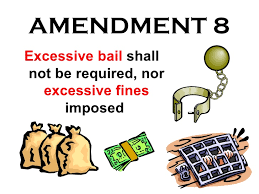 AMENDMENT 8
Excessive bail shall
not be required, nor
excessive fines
imposed